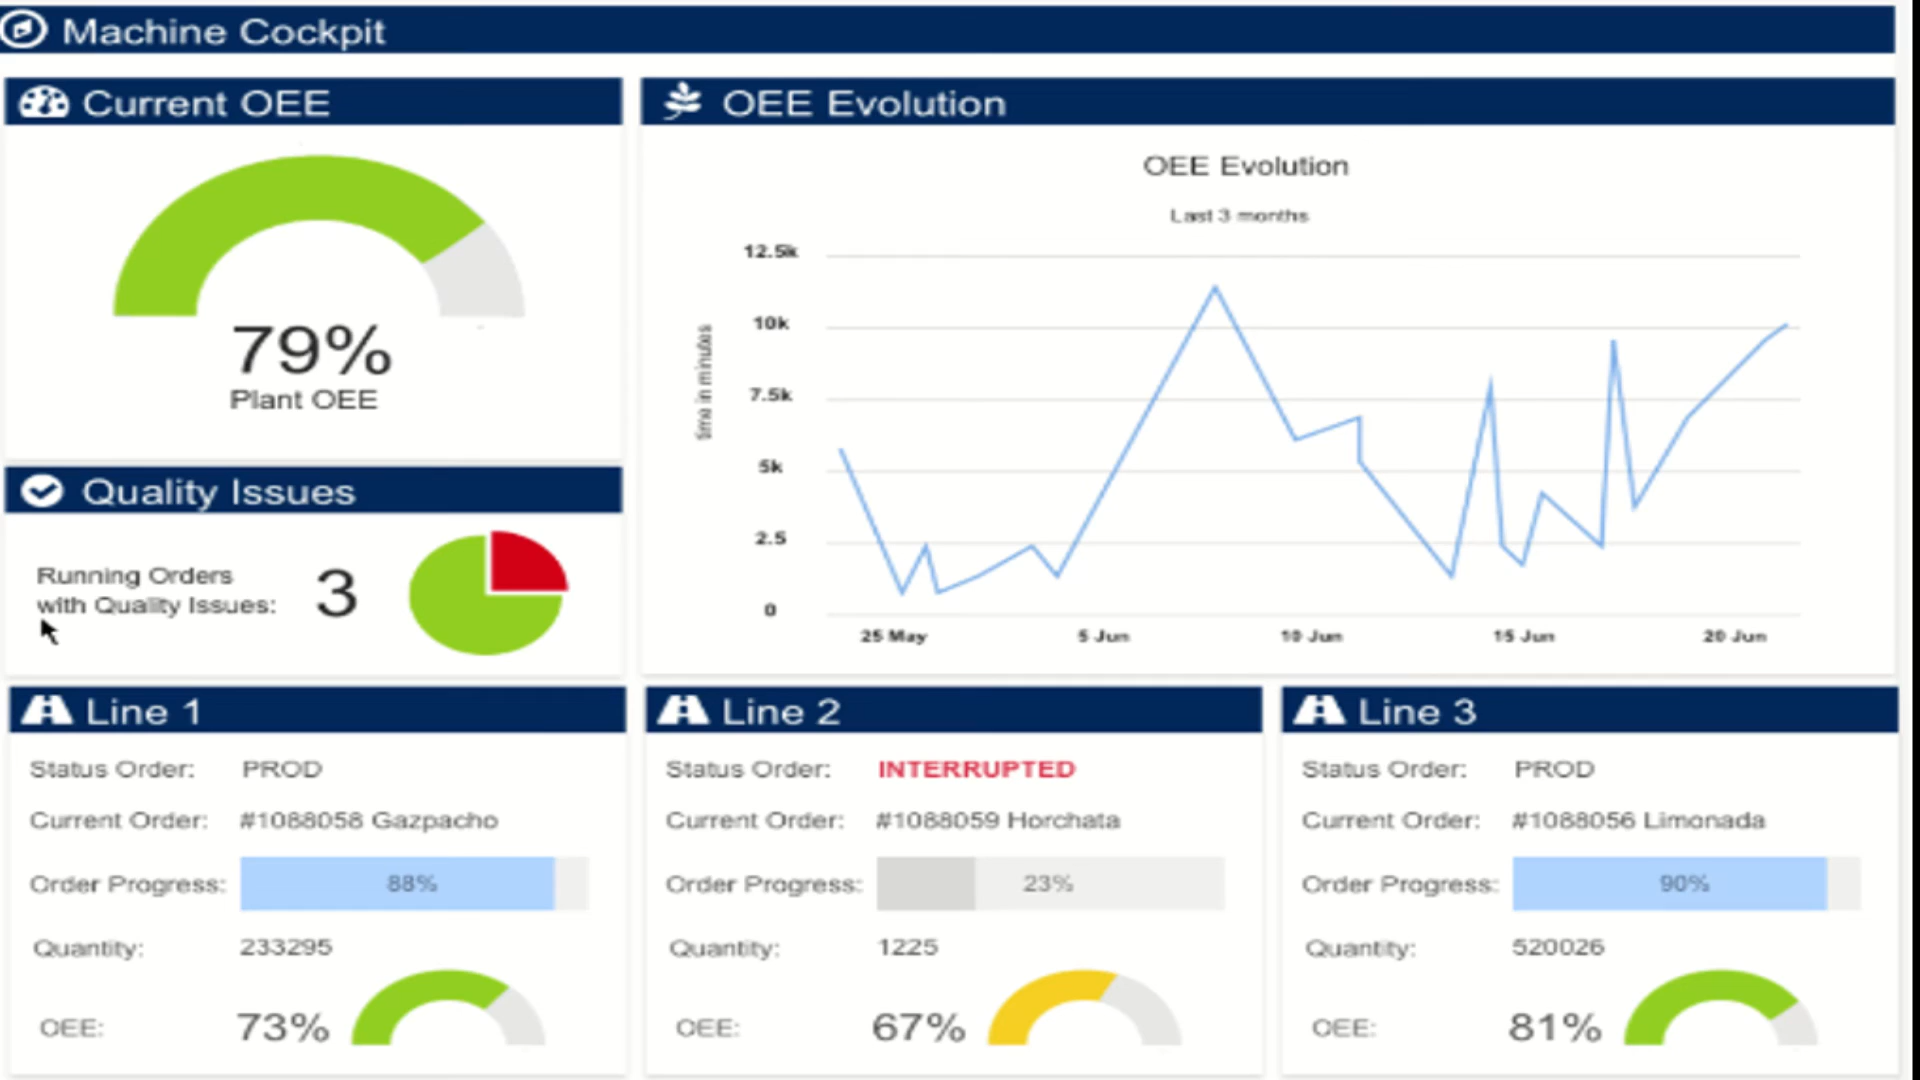 Machine Cockpit
Current OEE
79%
Plant OEE
OEE Evolution
OEE Evolution
Last 3 months
time in minutes
12.5k
10k
7.5k
5k
2.5
0
25 May
5 Jun
10 Jun
15 Jun
20 Jun
Quality Issues
Running Orders
with Quality Issues:
3
Line 1
Status Order: PROD
Current Order: #1088058 Gazpacho
Order Progress: 88%
Quantity: 233295
OEE: 73%
Line 2
Status Order: INTERRUPTED
Current Order: #1088059 Horchata
Order Progress: 23%
Quantity: 1225
OEE: 67%
Line 3
Status Order: PROD
Current Order: #1088056 Limonada
Order Progress: 90%
Quantity: 520026
OEE: 81%